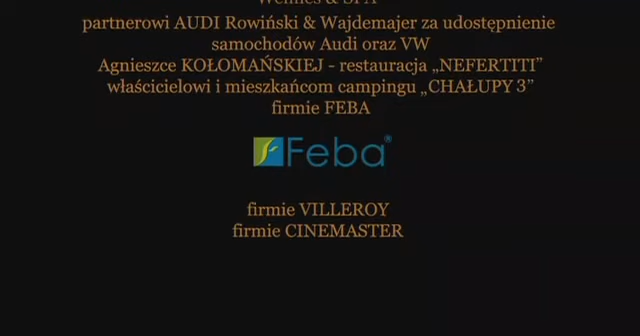 partnerowi AUDI Rowiński & Wajdemajer za udostępnienie
samochodów Audi oraz VW
Agnieszce KOŁOMAŃSKIEJ - restauracja „NEFERTITI”
właścicielowi i mieszkańcom campingu „CHAŁUPY 3”
firmie FEBA
Feba®
firmie VILLEROY
firmie CINEMASTER